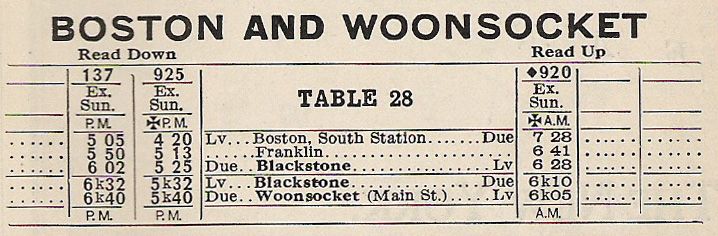 BOSTON AND WOONSOCKET
Read Down Read Up
137 925 TABLE 28 ◆920
Ex. Ex. Ex.
Sun. Sun. Sun.
P.M. ✠P.M. ✠A.M.
5 05 4 20 Lv... Boston, South Station.......Due 7 28
5 50 5 13 .......Franklin................. 6 41
6 02 5 25 Due..Blackstone.................Lv 6 28
6k32 5k32 Lv...Blackstone...............Due 6k10
6k40 5k40 Due..Woonsocket (Main St.)......Lv 6k05
P.M. P.M. A.M.